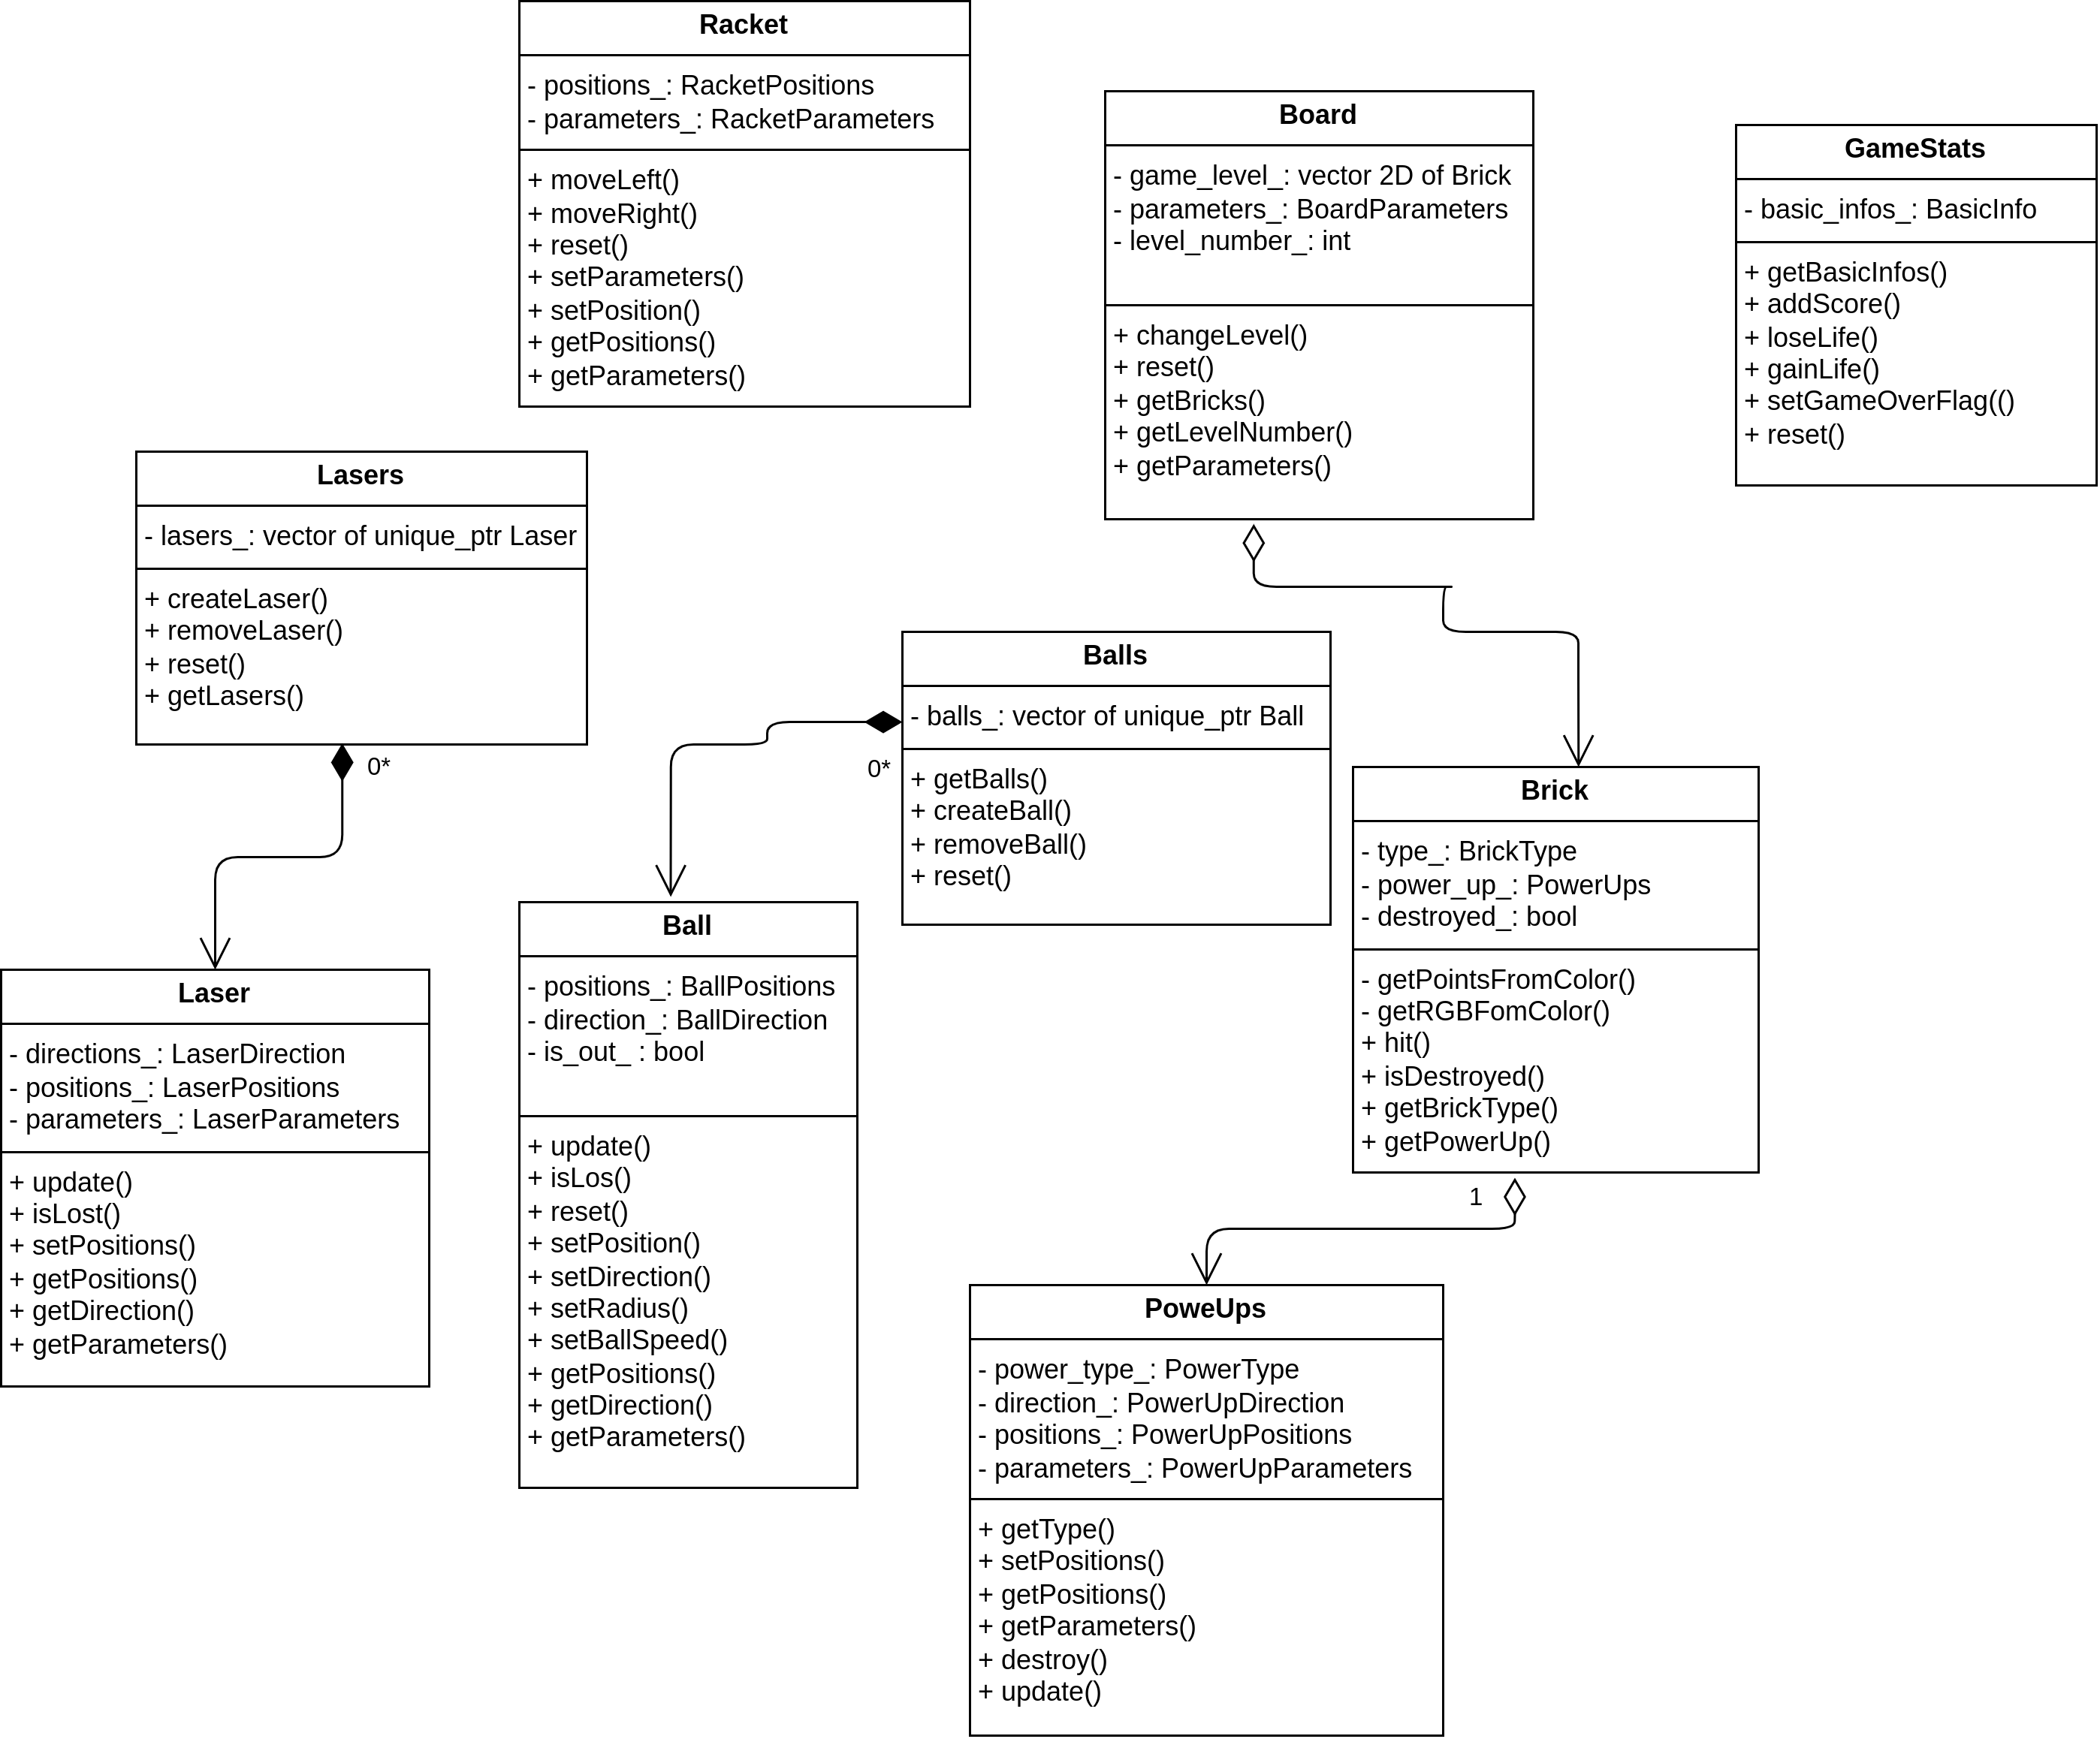 Racket
- positions_: RacketPositions
- parameters_: RacketParameters
+ moveLeft()
+ moveRight()
+ reset()
+ setParameters()
+ setPosition()
+ getPositions()
+ getParameters()
Board
- game_level_: vector 2D of Brick
- parameters_: BoardParameters
- level_number_: int
+ changeLevel()
+ reset()
+ getBricks()
+ getLevelNumber()
+ getParameters()
GameStats
- basic_infos_: BasicInfo
+ getBasicInfos()
+ addScore()
+ loseLife()
+ gainLife()
+ setGameOverFlag(()
+ reset()
Lasers
- lasers_: vector of unique_ptr Laser
+ createLaser()
+ removeLaser()
+ reset()
+ getLasers()
0*
Balls
- balls_: vector of unique_ptr Ball
+ getBalls()
+ createBall()
+ removeBall()
+ reset()
0*
Brick
- type_: BrickType
- power_up_: PowerUps
- destroyed_: bool
- getPointsFromColor()
- getRGBFomColor()
+ hit()
+ isDestroyed()
+ getBrickType()
+ getPowerUp()
1
Laser
- directions_: LaserDirection
- positions_: LaserPositions
- parameters_: LaserParameters
+ update()
+ isLost()
+ setPositions()
+ getPositions()
+ getDirection()
+ getParameters()
Ball
- positions_: BallPositions
- direction_: BallDirection
- is_out_ : bool
+ update()
+ isLos()
+ reset()
+ setPosition()
+ setDirection()
+ setRadius()
+ setBallSpeed()
+ getPositions()
+ getDirection()
+ getParameters()
PoweUps
- power_type_: PowerType
- direction_: PowerUpDirection
- positions_: PowerUpPositions
- parameters_: PowerUpParameters
+ getType()
+ setPositions()
+ getPositions()
+ getParameters()
+ destroy()
+ update()